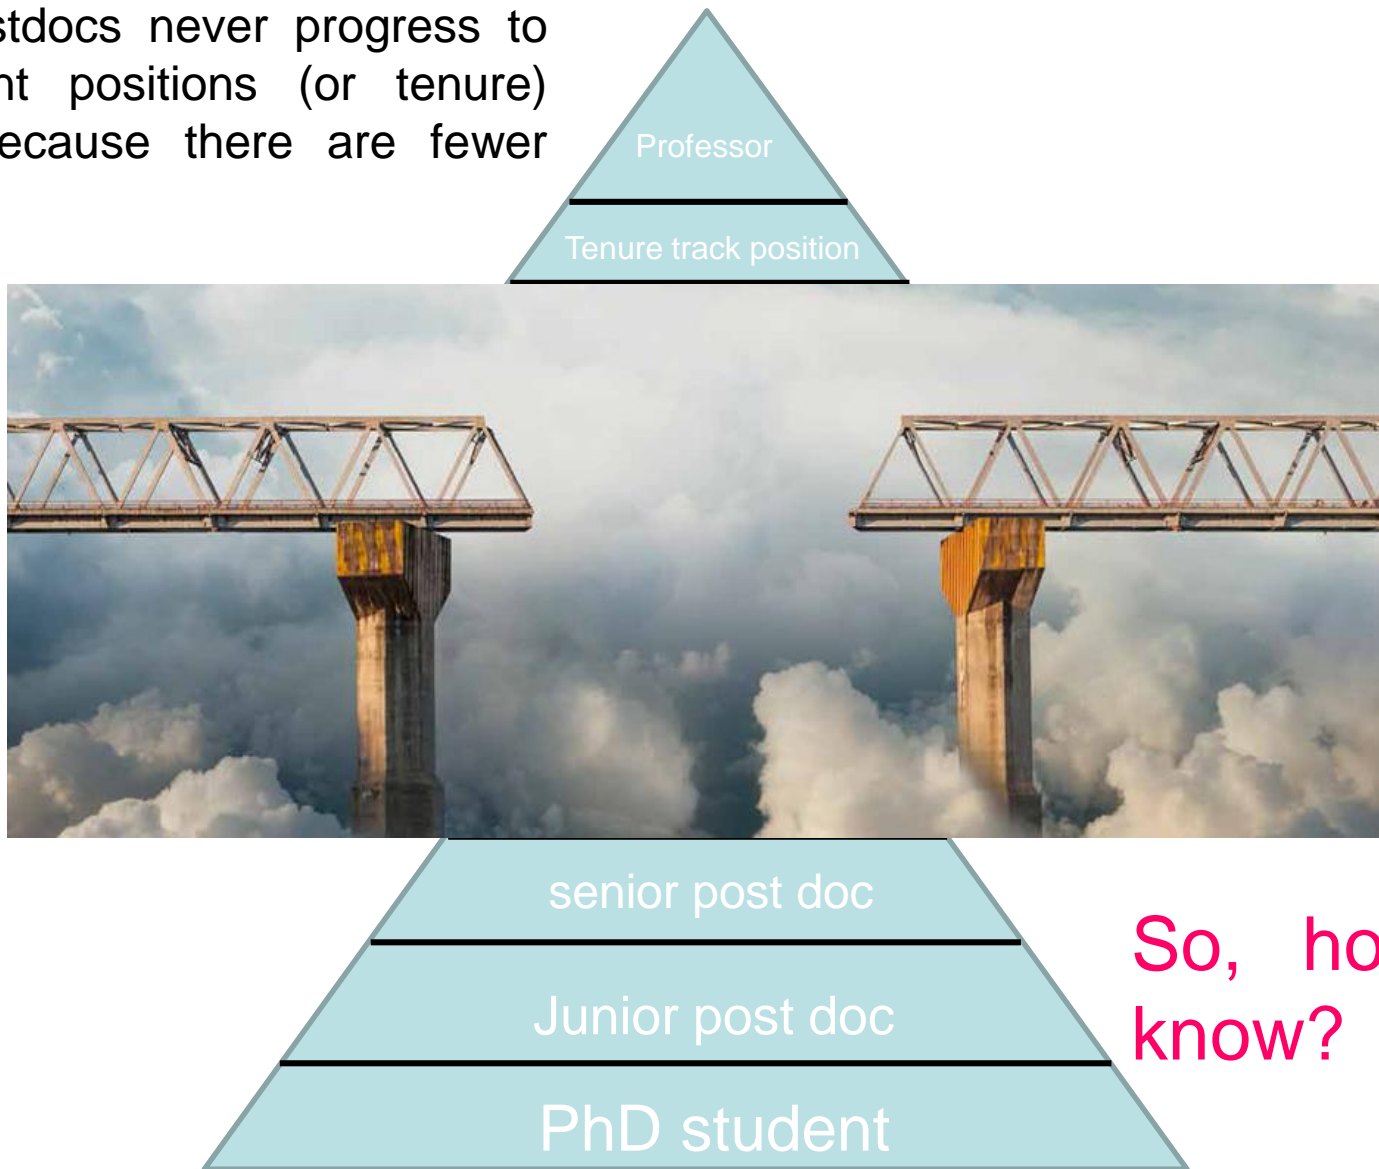 stdocs never progress to
nt positions (or tenure)
ecause there are fewer
Professor
Tenure track position
senior post doc
Junior post doc
So, ho
know?
PhD student